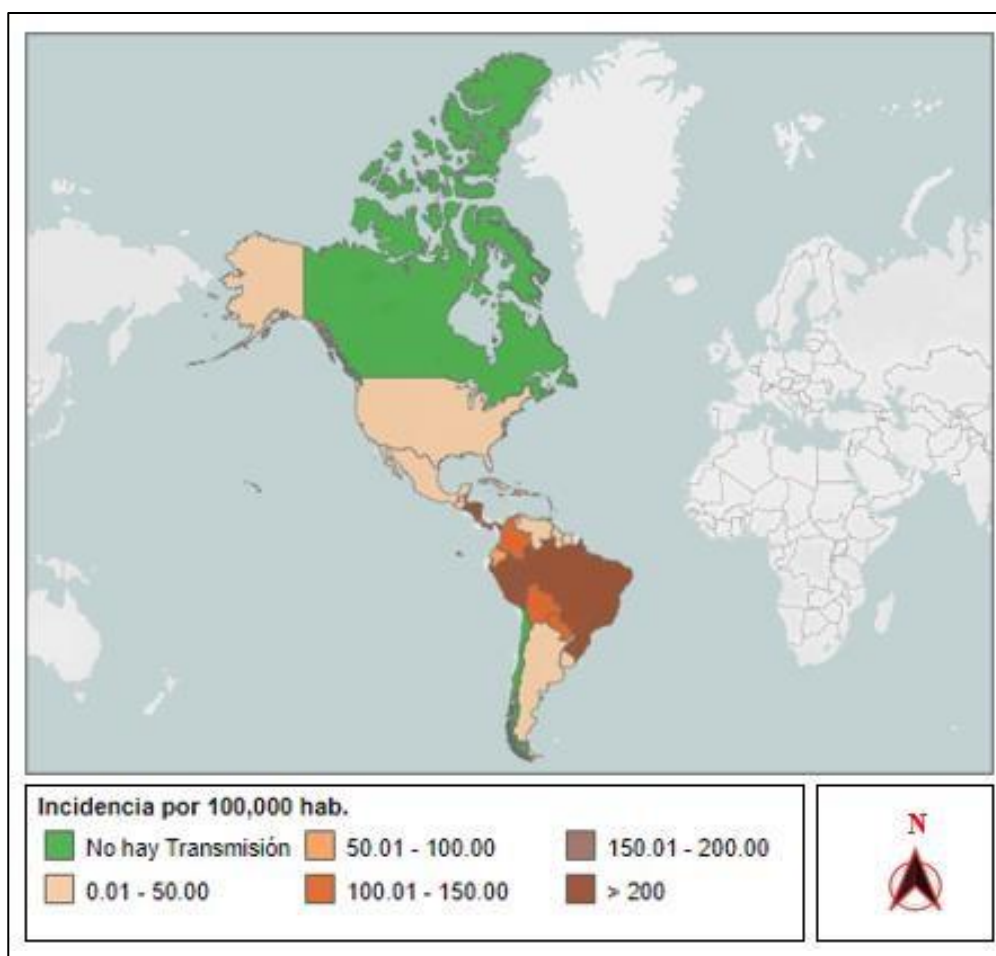 Incidencia por 100,000 hab.
No hay Transmisión 50.01 - 100.00 150.01 - 200.00
0.01 - 50.00 100.01 - 150.00 > 200
N